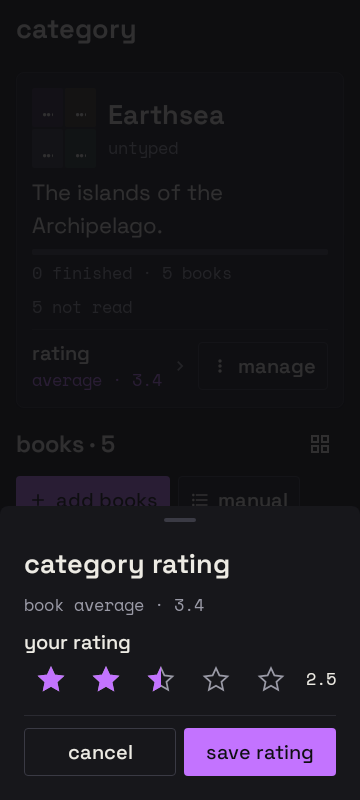 category
Earthsea
untyped
The islands of the
Archipelago.
0 finished · 5 books
5 not read
rating
average · 3.4
manage
books · 5
+ add books
manual
category rating
book average · 3.4
your rating
2.5
cancel
save rating